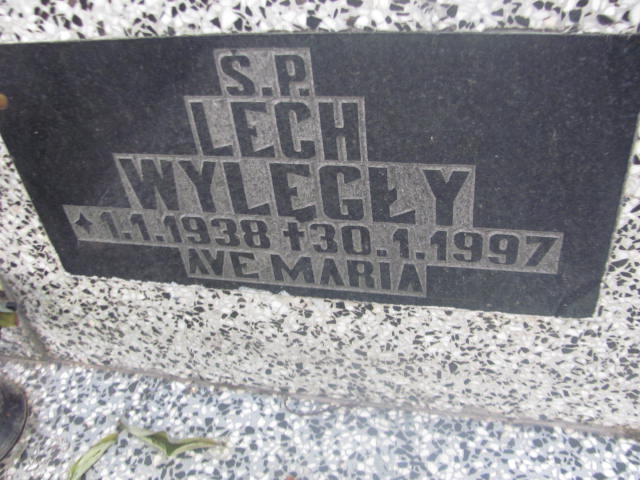 Ś.P.
LECH
WYLEGŁY
* 1.1.1938 † 30.1.1997
AVE MARIA